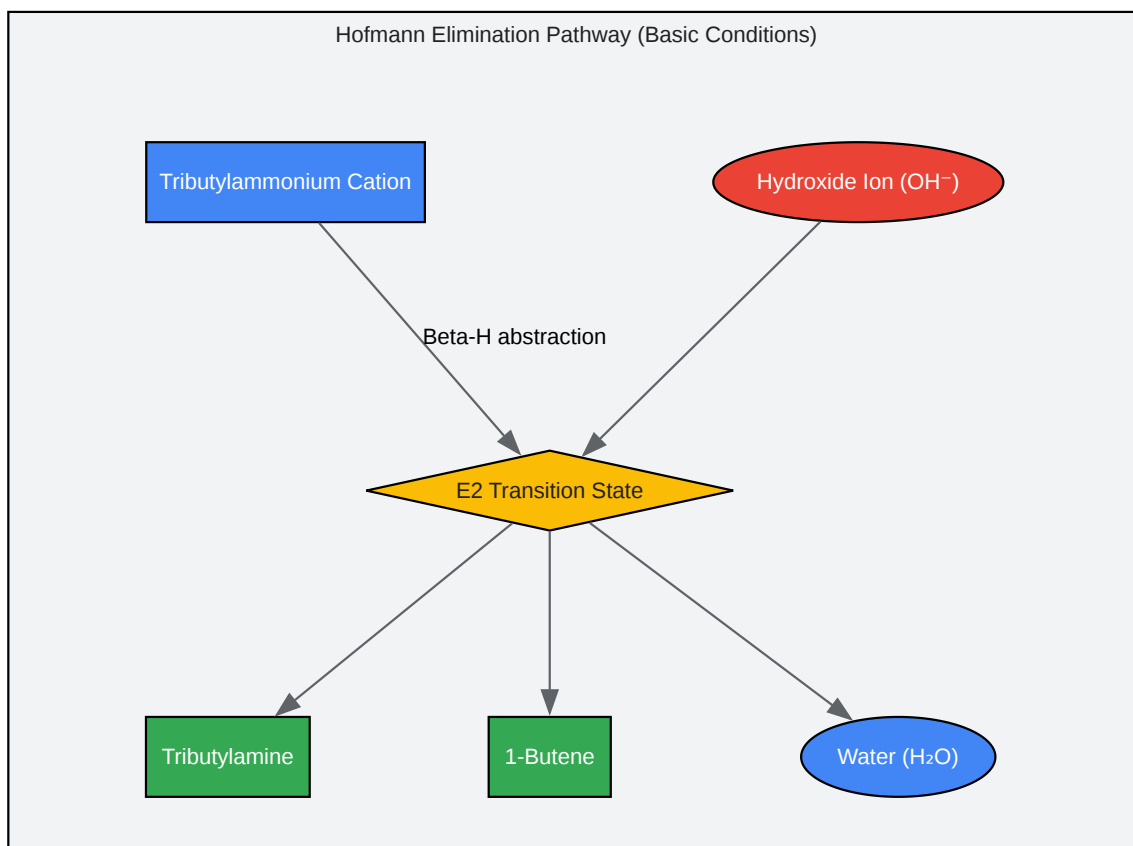 Hofmann Elimination Pathway (Basic Conditions)
Tributylammonium Cation
Hydroxide Ion (OH⁻)
Beta-H abstraction
E2 Transition State
Tributylamine
1-Butene
Water (H₂O)